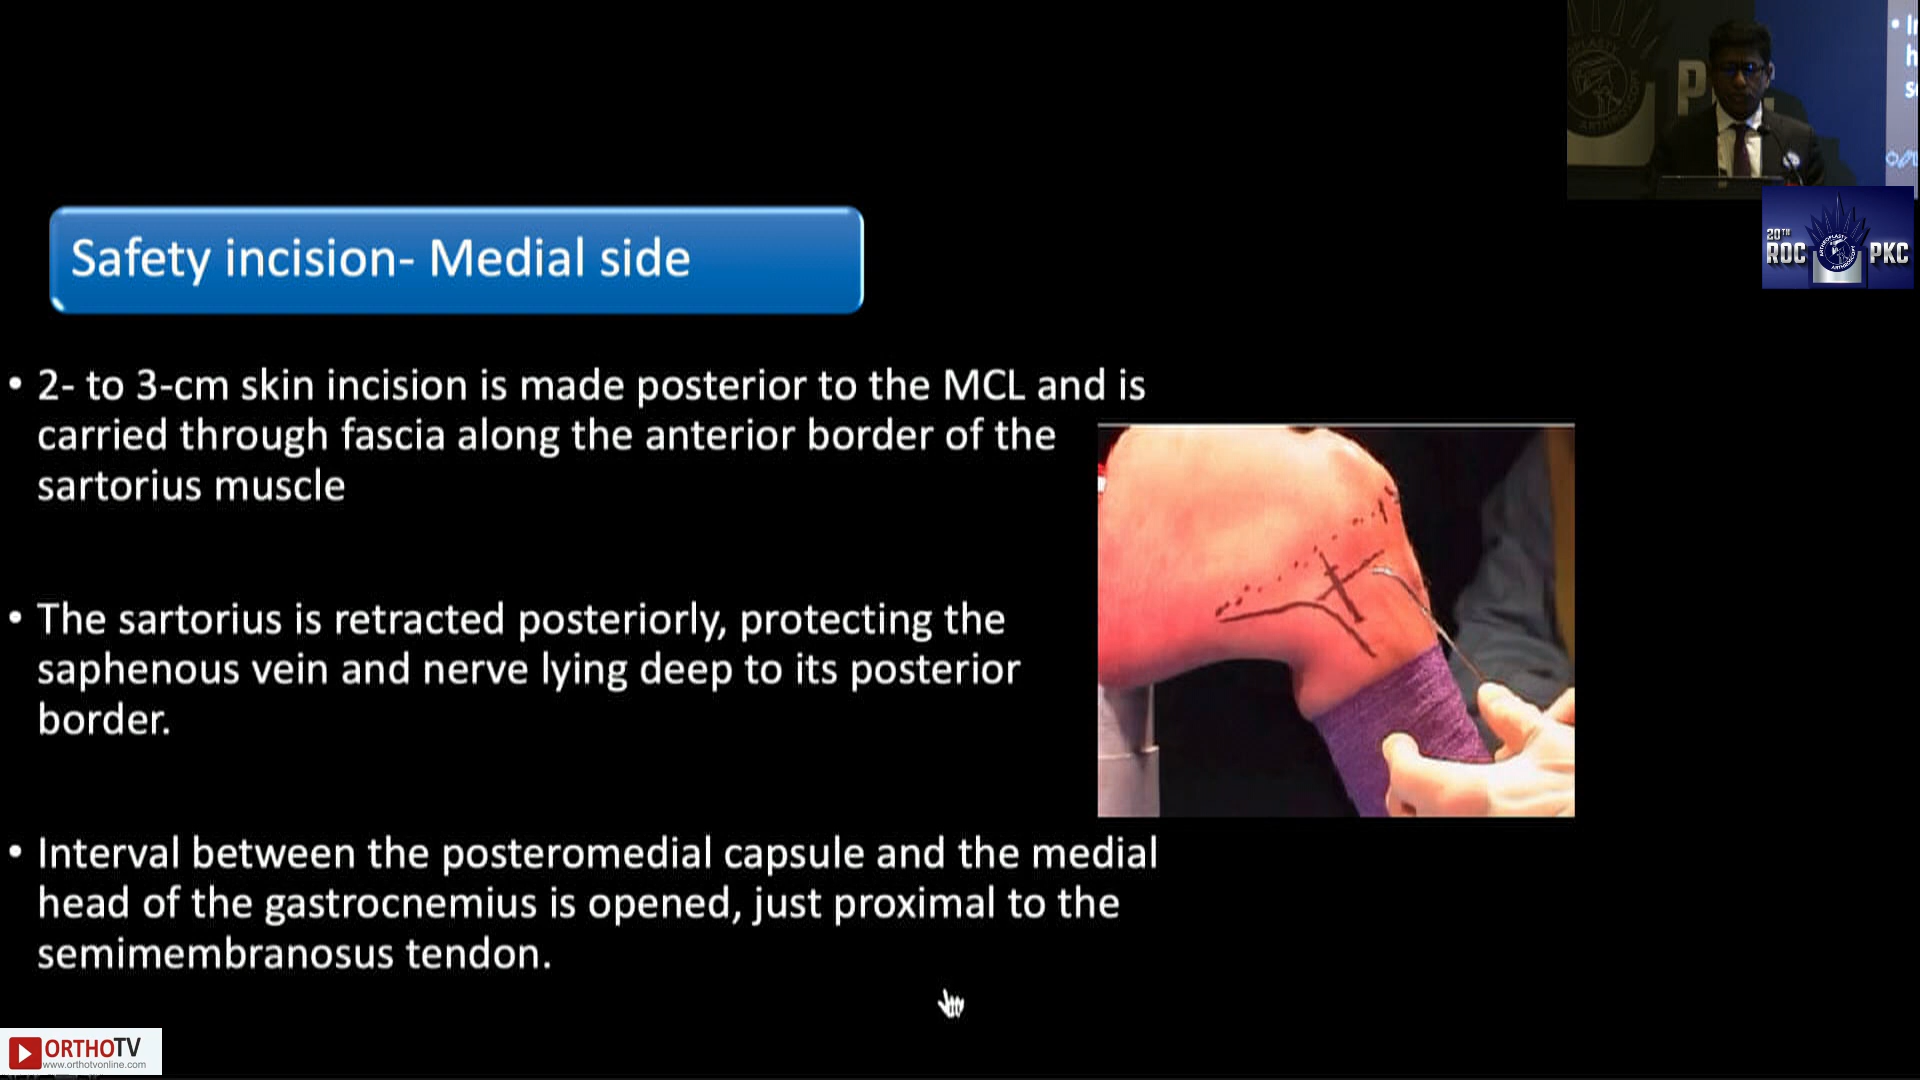 Safety incision- Medial side
• 2- to 3-cm skin incision is made posterior to the MCL and is
carried through fascia along the anterior border of the
sartorius muscle
• The sartorius is retracted posteriorly, protecting the
saphenous vein and nerve lying deep to its posterior
border.
• Interval between the posteromedial capsule and the medial
head of the gastrocnemius is opened, just proximal to the
semimembranosus tendon.
20TH
ROC PKC
ARTHROPLASTY
ARTHROSCOPY
ORTHOTV
www.orthotvonline.com